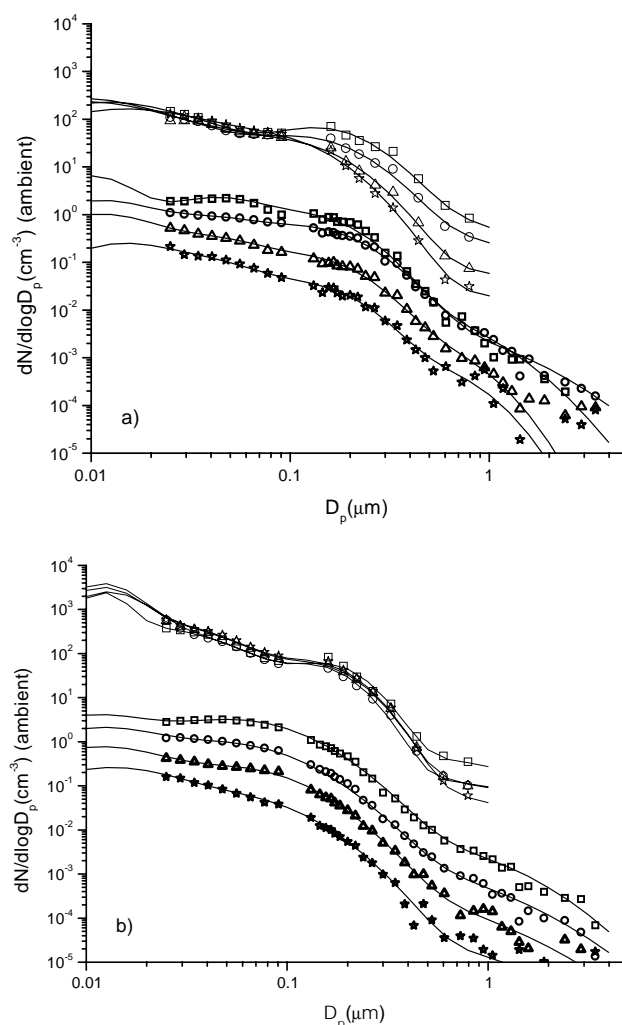 10⁴
10³
10²
10¹
10⁰
10⁻¹
10⁻²
10⁻³
10⁻⁴
10⁻⁵
dN/dlogDₚ(cm⁻³) (ambient)
a)
0.01 0.1 1
Dₚ(μm)
10⁴
10³
10²
10¹
10⁰
10⁻¹
10⁻²
10⁻³
10⁻⁴
10⁻⁵
dN/dlogDₚ(cm⁻³) (ambient)
b)
0.01 0.1 1
Dₚ(μm)